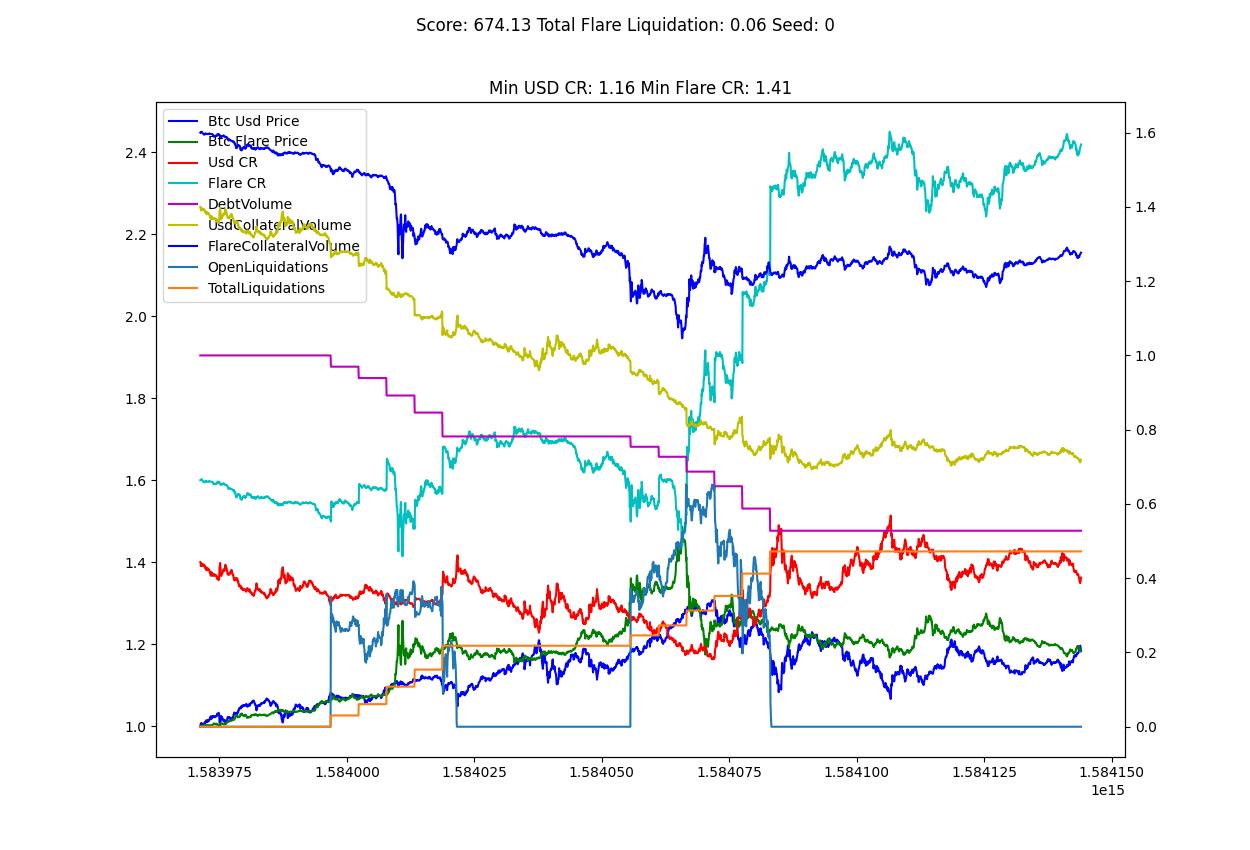 Score: 674.13 Total Flare Liquidation: 0.06 Seed: 0
Min USD CR: 1.16 Min Flare CR: 1.41
Btc Usd Price
Btc Flare Price
Usd CR
Flare CR
DebtVolume
UsdCollateralVolume
FlareCollateralVolume
OpenLiquidations
TotalLiquidations
2.4
2.2
2.0
1.8
1.6
1.4
1.2
1.0
1.6
1.4
1.2
1.0
0.8
0.6
0.4
0.2
0.0
1.583975 1.584000 1.584025 1.584050 1.584075 1.584100 1.584125 1.584150
1e15